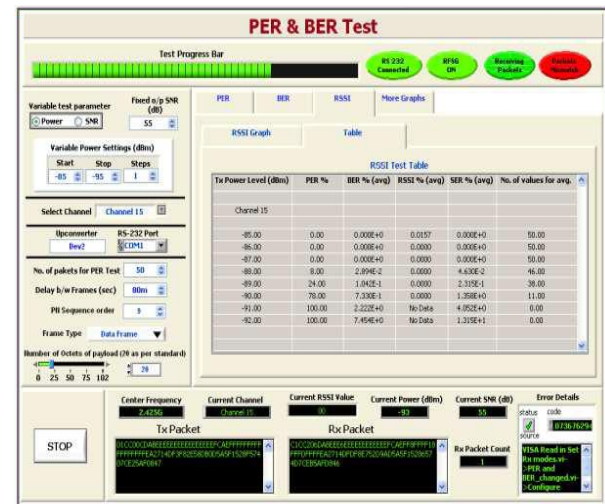 PER & BER Test
Test Progress Bar
RS 232 Connected
RFSG ON
Receiving Packets
Packets
Variable test parameter
Power
SNR
Fixed o/p SNR (dB)
55
Variable Power Settings (dBm)
Start Stop Steps
-85 -95 1
Select Channel Channel 15
Upconverter RS-232 Port
Dev2 COM1
No. of pakets for PER Test 50
Delay b/w Frames (sec) 80m
PN Sequence order
Frame Type Data Frame
Number of Octets of payload (20 as per standard)
0 25 50 75 102
20
PER BER RSSI More Graphs
RSSI Graph Table
RSSI Test Table
Tx Power Level (dBm) PER % BER % (avg) RSSI % (avg) SER % (avg) No. of values for avg.
Channel 15
-85.00 0.00 0.000E+0 0.0157 0.000E+0 50.00
-86.00 0.00 0.000E+0 0.0000 0.000E+0 50.00
-87.00 0.00 0.000E+0 0.0000 0.000E+0 50.00
-88.00 8.00 2.894E-2 0.0000 4.630E-2 46.00
-89.00 24.00 1.042E-1 0.0000 2.315E-1 38.00
-90.00 78.00 7.330E-1 0.0000 1.358E+0 11.00
-91.00 100.00 2.222E+0 No Data 4.052E+0 0.00
-92.00 100.00 7.454E+0 No Data 1.315E+1 0.00
STOP
Center Frequency
2.425G
Current Channel
Channel 15
Current RSSI Value
00
Current Power (dBm)
-93
Current SNR (dB)
55
Tx Packet
Rx Packet
Rx Packet Count
1
Error Details
status code
source
VISA Read in Set
Rx modes.vi-
>PER and
BER_changed.vi-
>Configure